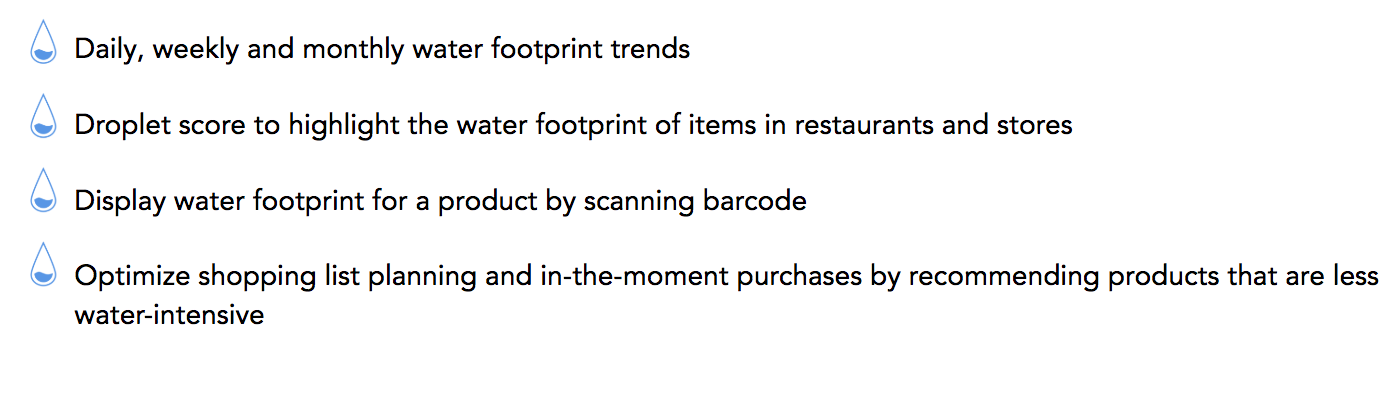 Daily, weekly and monthly water footprint trends
Droplet score to highlight the water footprint of items in restaurants and stores
Display water footprint for a product by scanning barcode
Optimize shopping list planning and in-the-moment purchases by recommending products that are less
water-intensive